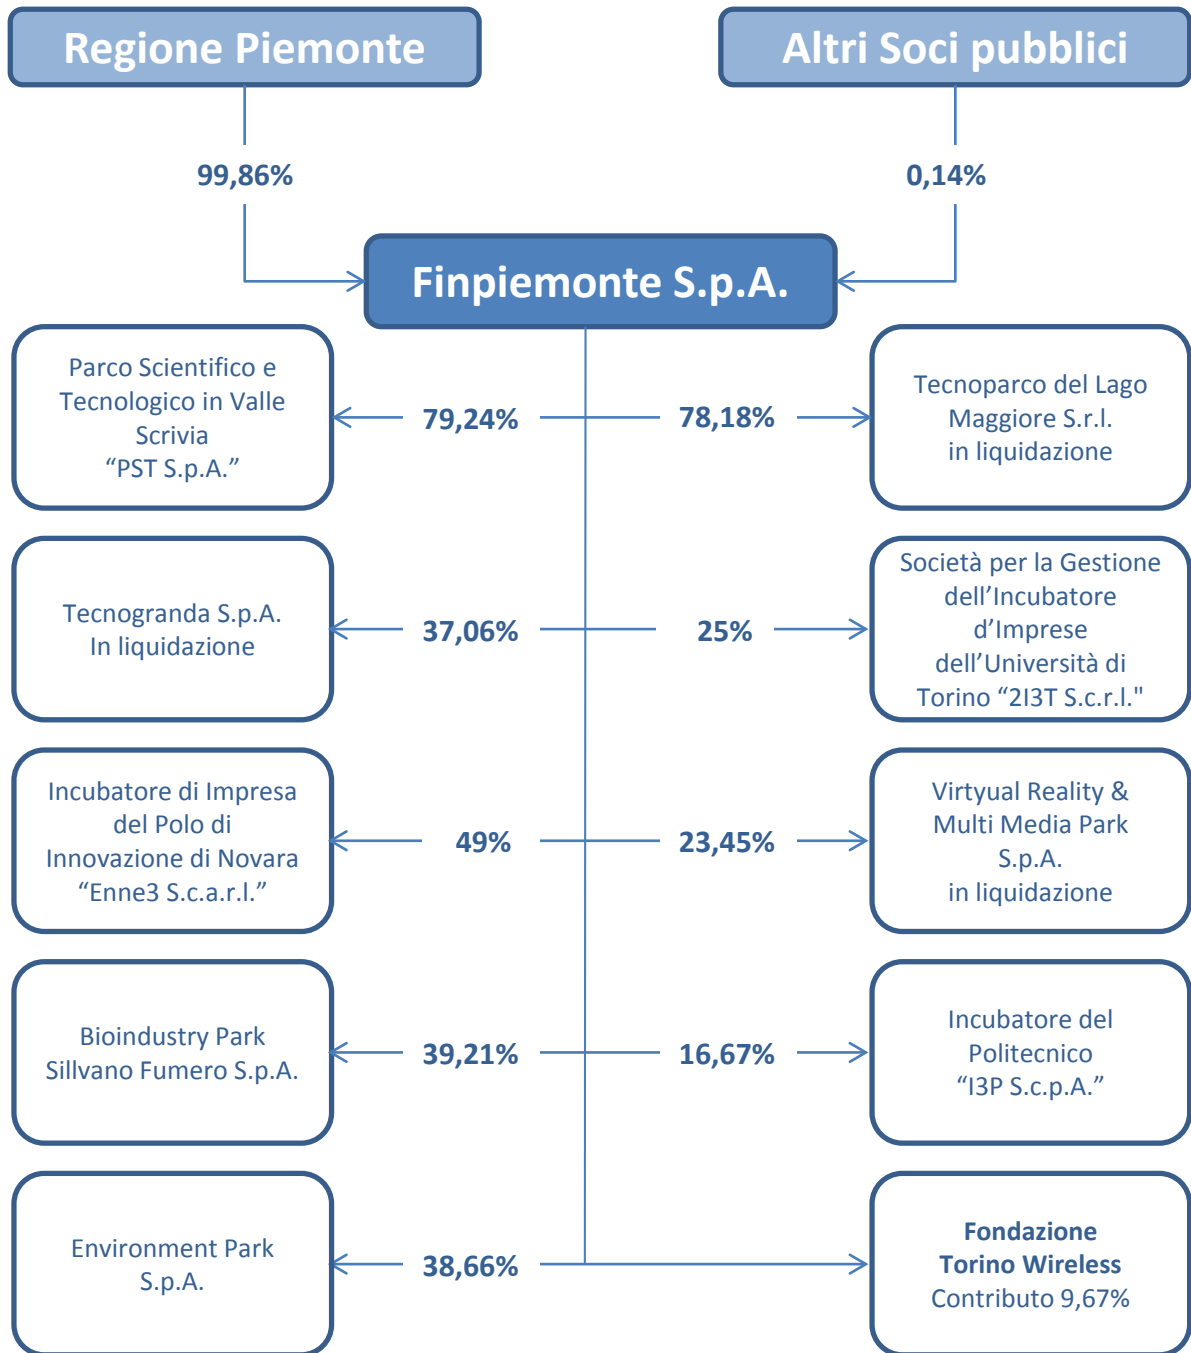 Regione Piemonte
Altri Soci pubblici
99,86%
0,14%
Finpiemonte S.p.A.
Parco Scientifico e
Tecnologico in Valle
Scrivia
“PST S.p.A.”
79,24%
78,18%
Tecnoparco del Lago
Maggiore S.r.l.
in liquidazione
Tecnogranda S.p.A.
In liquidazione
37,06%
25%
Società per la Gestione
dell’Incubatore
d’Imprese
dell’Università di
Torino “2I3T S.c.r.l."
Incubatore di Impresa
del Polo di
Innovazione di Novara
“Enne3 S.c.a.r.l.”
49%
23,45%
Virtyual Reality &
Multi Media Park
S.p.A.
in liquidazione
Bioindustry Park
Sillvano Fumero S.p.A.
39,21%
16,67%
Incubatore del
Politecnico
“I3P S.c.p.A.”
Environment Park
S.p.A.
38,66%
Fondazione
Torino Wireless
Contributo 9,67%